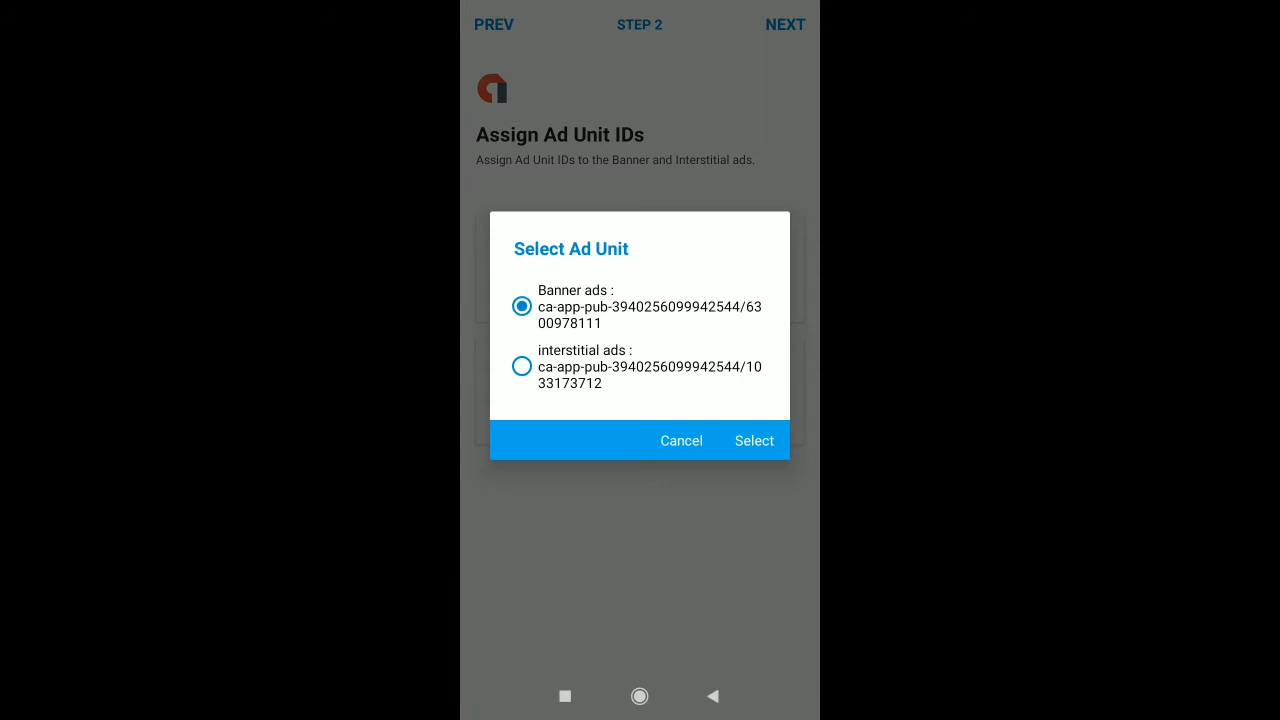 PREV STEP 2 NEXT
Assign Ad Unit IDs
Assign Ad Unit IDs to the Banner and Interstitial ads.
Select Ad Unit
Banner ads :
ca-app-pub-3940256099942544/63
00978111
interstitial ads :
ca-app-pub-3940256099942544/10
33173712
Cancel Select